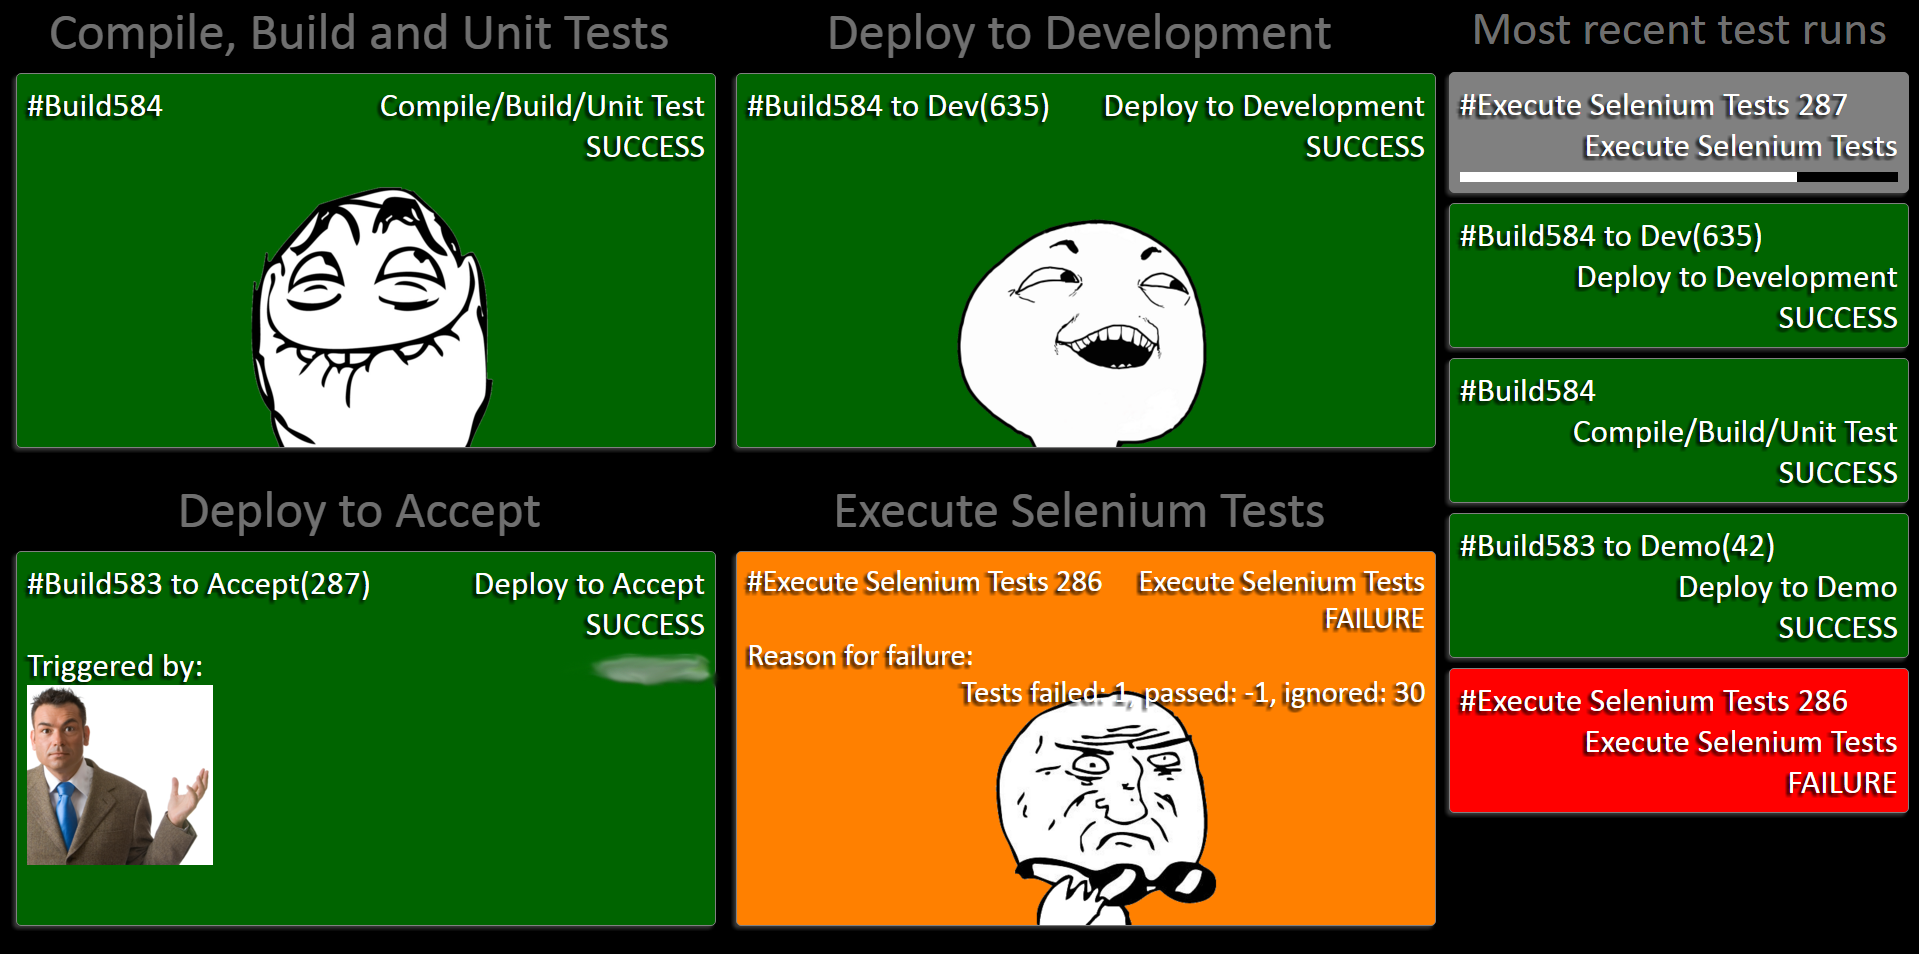 Compile, Build and Unit Tests
#Build584 Compile/Build/Unit Test
SUCCESS
Deploy to Development
#Build584 to Dev(635) Deploy to Development
SUCCESS
Deploy to Accept
#Build583 to Accept(287) Deploy to Accept
SUCCESS
Triggered by:
Execute Selenium Tests
#Execute Selenium Tests 286 Execute Selenium Tests
FAILURE
Reason for failure:
Tests failed: 1, passed: -1, ignored: 30
Most recent test runs
#Execute Selenium Tests 287
Execute Selenium Tests
#Build584 to Dev(635)
Deploy to Development
SUCCESS
#Build584
Compile/Build/Unit Test
SUCCESS
#Build583 to Demo(42)
Deploy to Demo
SUCCESS
#Execute Selenium Tests 286
Execute Selenium Tests
FAILURE